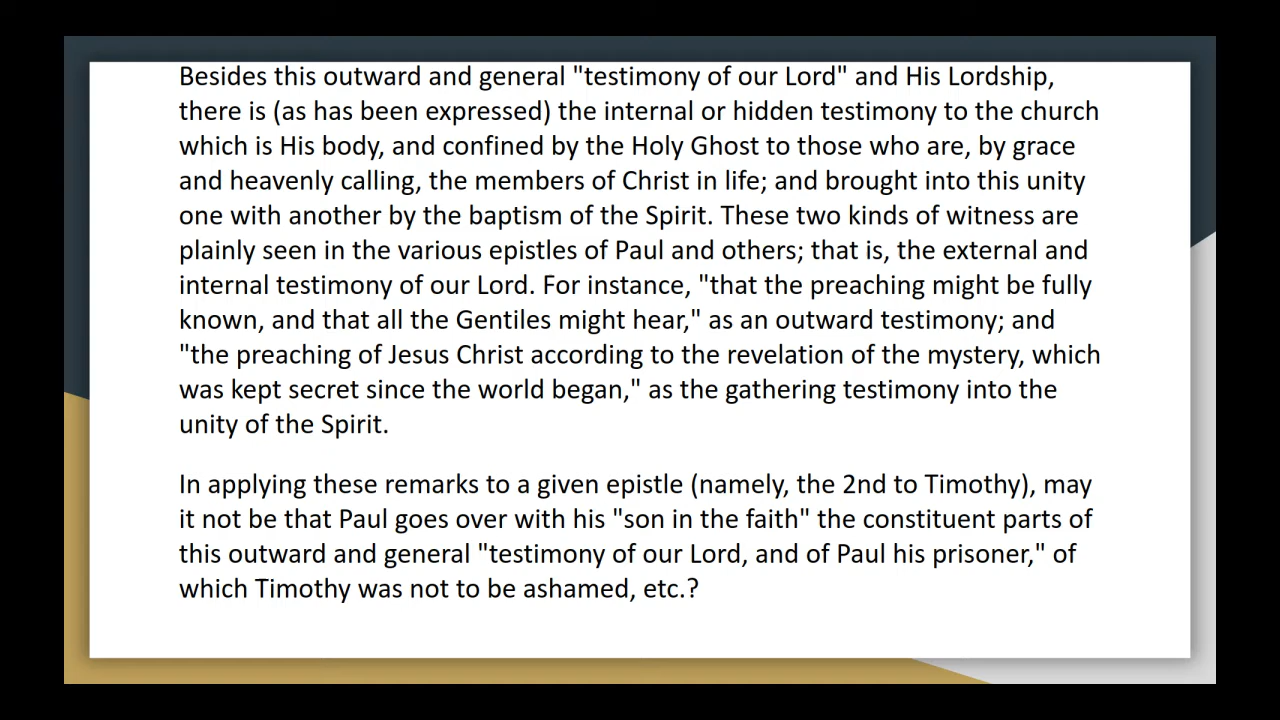 Besides this outward and general "testimony of our Lord" and His Lordship,
there is (as has been expressed) the internal or hidden testimony to the church
which is His body, and confined by the Holy Ghost to those who are, by grace
and heavenly calling, the members of Christ in life; and brought into this unity
one with another by the baptism of the Spirit. These two kinds of witness are
plainly seen in the various epistles of Paul and others; that is, the external and
internal testimony of our Lord. For instance, "that the preaching might be fully
known, and that all the Gentiles might hear," as an outward testimony; and
"the preaching of Jesus Christ according to the revelation of the mystery, which
was kept secret since the world began," as the gathering testimony into the
unity of the Spirit.
In applying these remarks to a given epistle (namely, the 2nd to Timothy), may
it not be that Paul goes over with his "son in the faith" the constituent parts of
this outward and general "testimony of our Lord, and of Paul his prisoner," of
which Timothy was not to be ashamed, etc.?